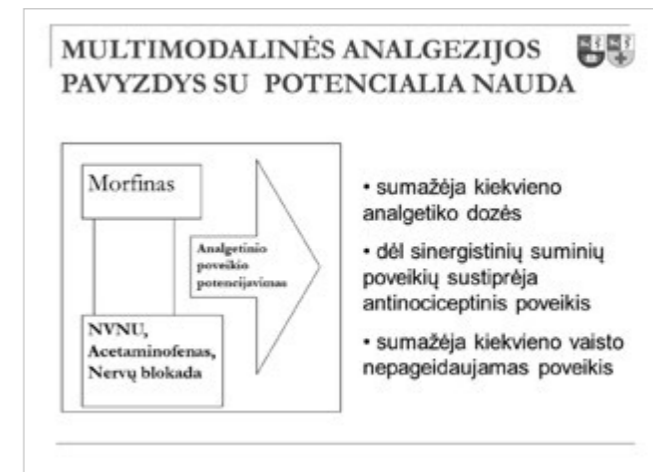 MULTIMODALINĖS ANALGEZIJOS
PAVYZDYS SU POTENCIALIA NAUDA
Morfinas
Analgetinio
poveikio
potencijavimas
NVNU,
Acetaminofenas,
Nervų blokada
• sumažėja kiekvieno
analgetiko dozės
• dėl sinergistinių suminių
poveikių sustiprėja
antinociceptinis poveikis
• sumažėja kiekvieno vaisto
nepageidaujamas poveikis